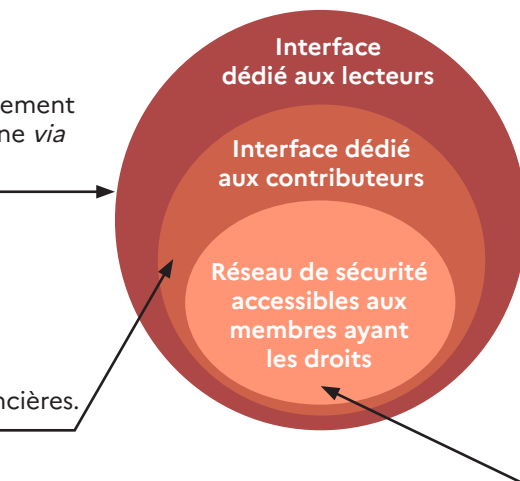 Interface
dédié aux lecteurs
ement
ne via
Interface dédié
aux contributeurs
Réseau de sécurité
accessibles aux
membres ayant
les droits
ncières.